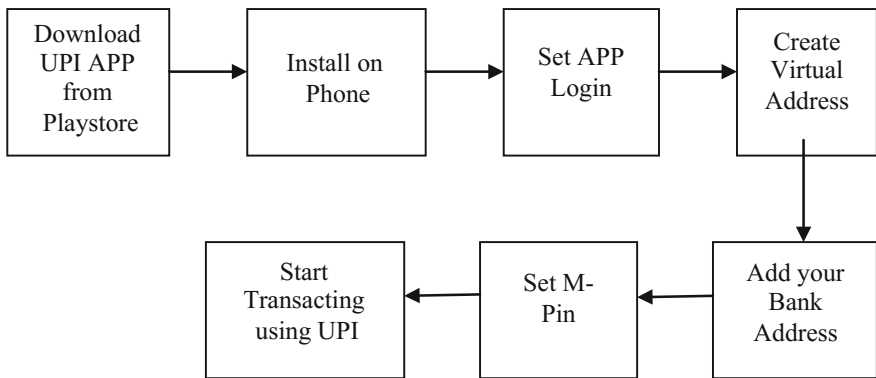 Download
UPI APP
from
Playstore
Install on
Phone
Set APP
Login
Create
Virtual
Address
Add your
Bank
Address
Set M-
Pin
Start
Transacting
using UPI